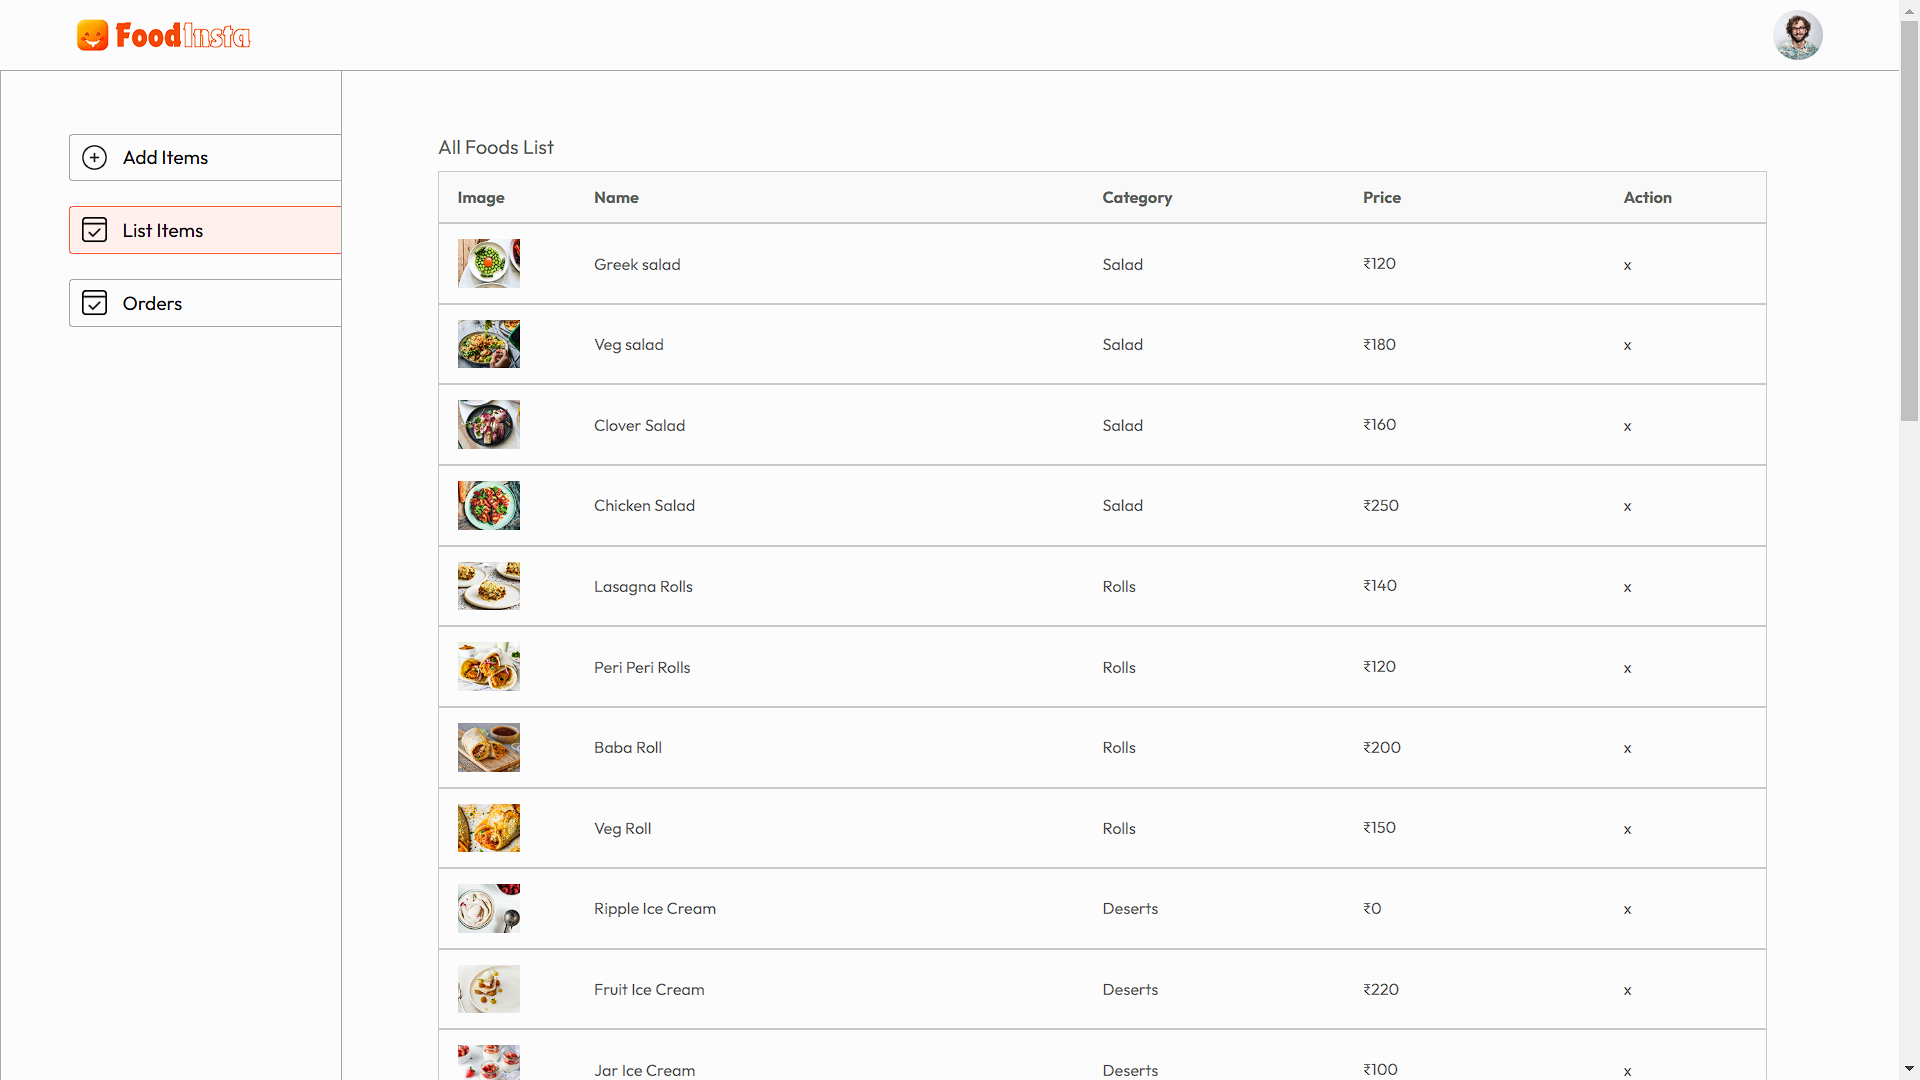 FoodInsta
Add Items
List Items
Orders
All Foods List
Image Name Category Price Action
Greek salad Salad ₹120 x
Veg salad Salad ₹180 x
Clover Salad Salad ₹160 x
Chicken Salad Salad ₹250 x
Lasagna Rolls Rolls ₹140 x
Peri Peri Rolls Rolls ₹120 x
Baba Roll Rolls ₹200 x
Veg Roll Rolls ₹150 x
Ripple Ice Cream Deserts ₹0 x
Fruit Ice Cream Deserts ₹220 x
Jar Ice Cream Deserts ₹100 x